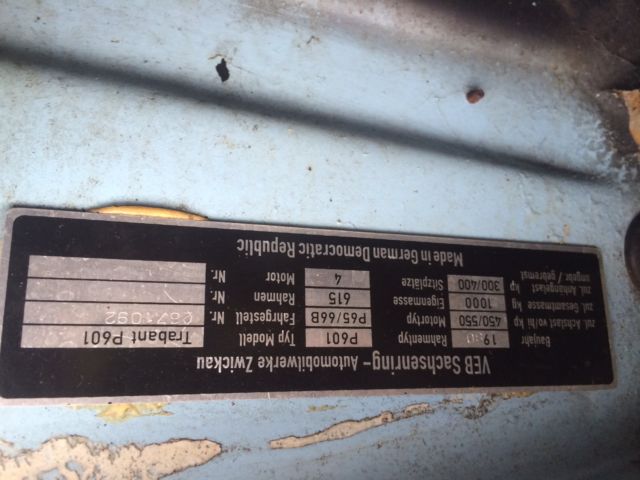 VEB Sachsenring – Automobilwerke Zwickau
Baujahr 19 Rahmentyp P601 Typ Modell Trabant P601
zul. Achslast vo/hi kp 450/550 Motortyp P65/66B Fahrgestell Nr.
zul. Gesamtmasse kg 1000 Eigenmasse 615 Rahmen Nr.
zul. Anhängelast kp 300/400 Sitzplätze 4 Motor Nr.
ungebr / gebremst
Made in German Democratic Republic